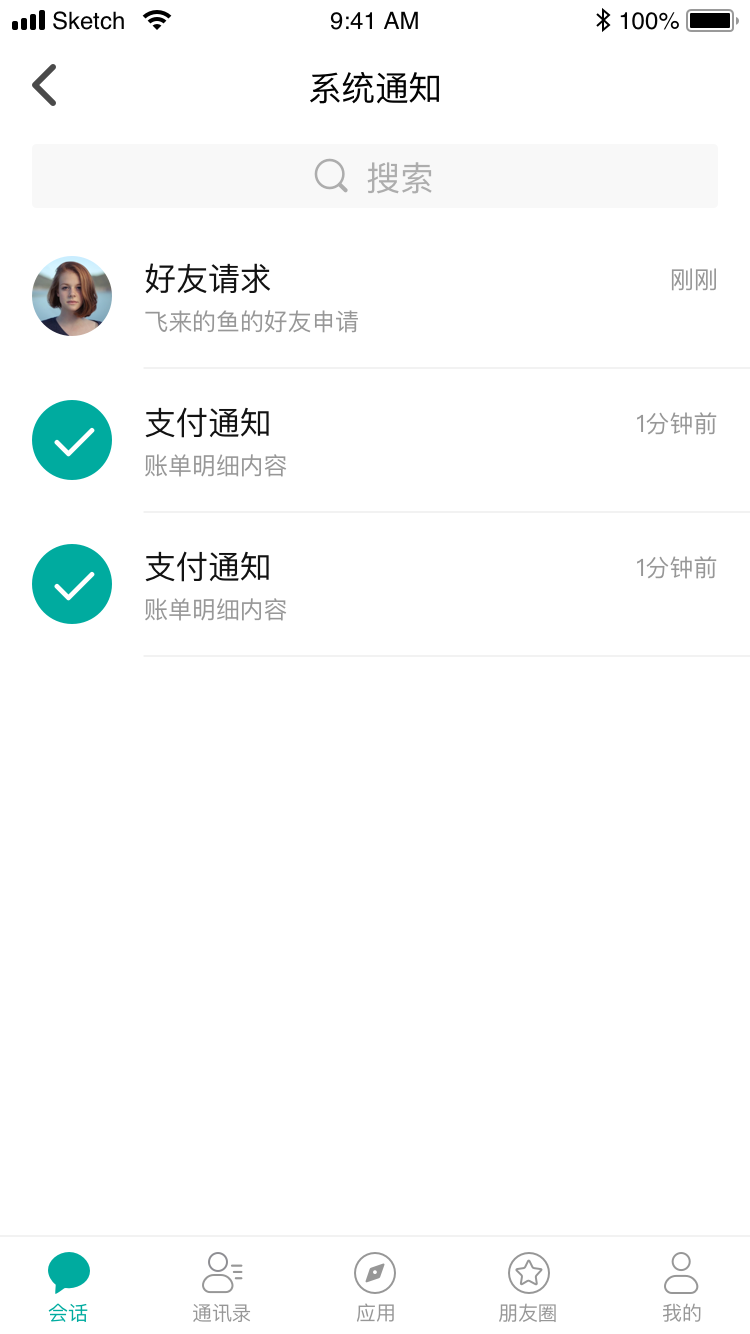 Sketch 9:41 AM 100%
系统通知
搜索
好友请求 刚刚
飞来的鱼的好友申请
支付通知 1分钟前
账单明细内容
支付通知 1分钟前
账单明细内容
会话 通讯录 应用 朋友圈 我的